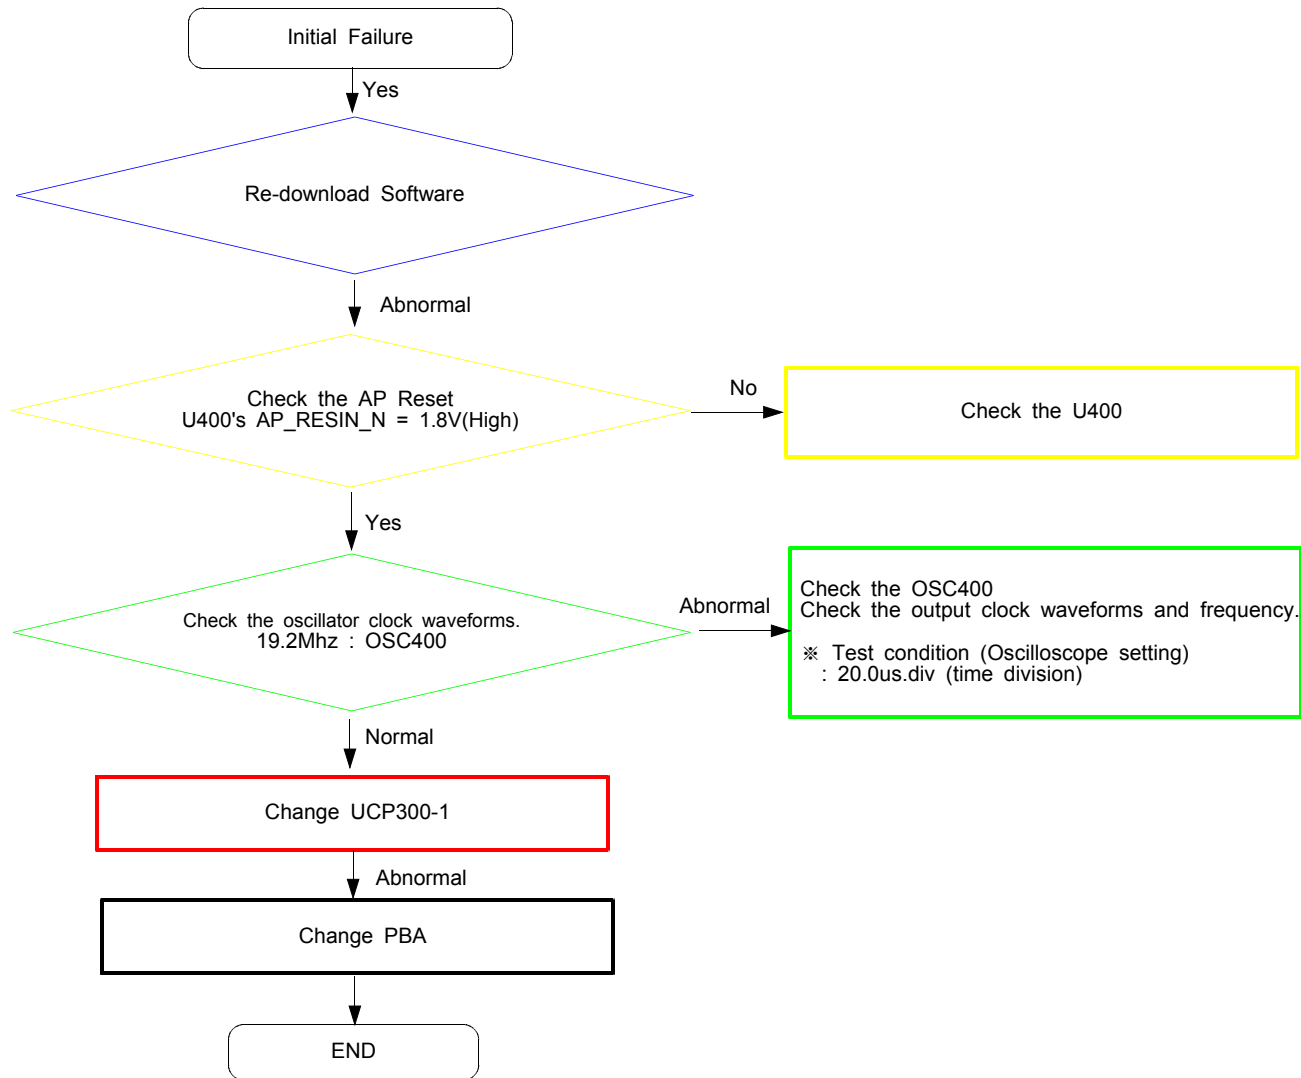 Initial Failure
Yes
Re-download Software
Abnormal
Check the AP Reset
U400's AP_RESIN_N = 1.8V(High)
No
Check the U400
Yes
Check the oscillator clock waveforms.
19.2Mhz : OSC400
Abnormal
Check the OSC400
Check the output clock waveforms and frequency.
※ Test condition (Oscilloscope setting)
: 20.0us.div (time division)
Normal
Change UCP300-1
Abnormal
Change PBA
END